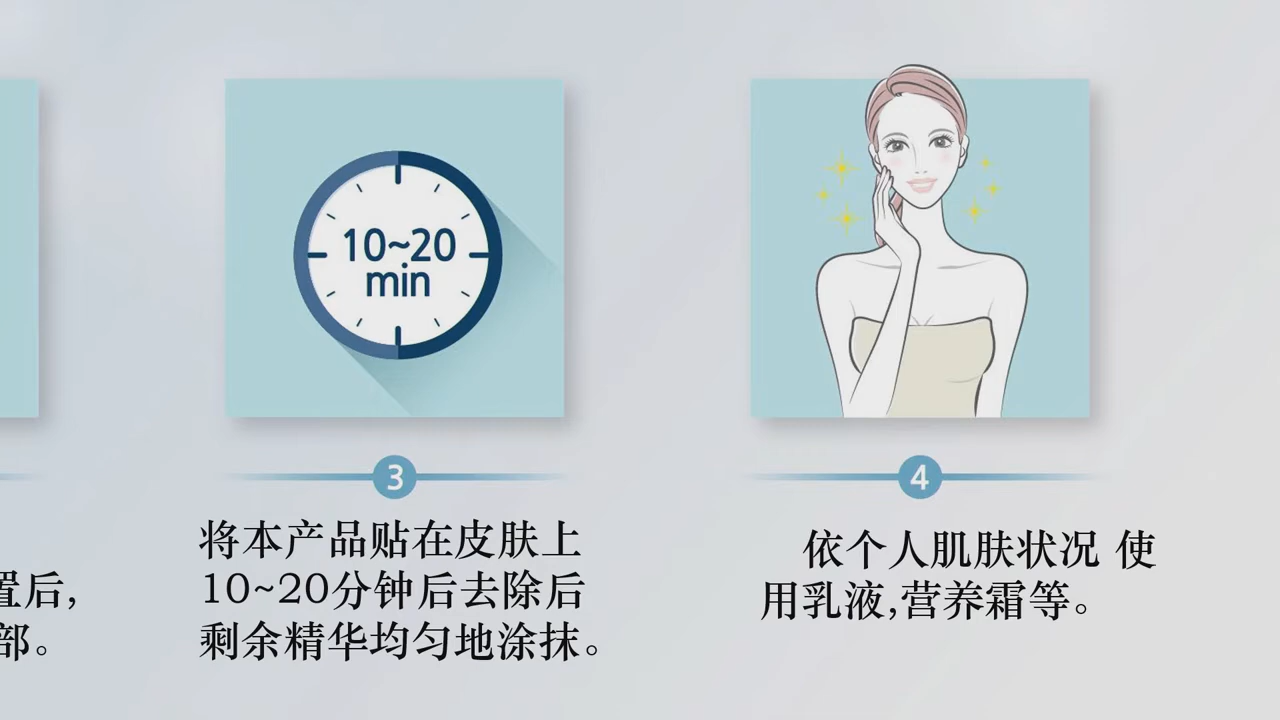 10~20
min
3
4
置后,
部。
将本产品贴在皮肤上
10~20分钟后去除后
剩余精华均匀地涂抹。
依个人肌肤状况 使
用乳液,营养霜等。